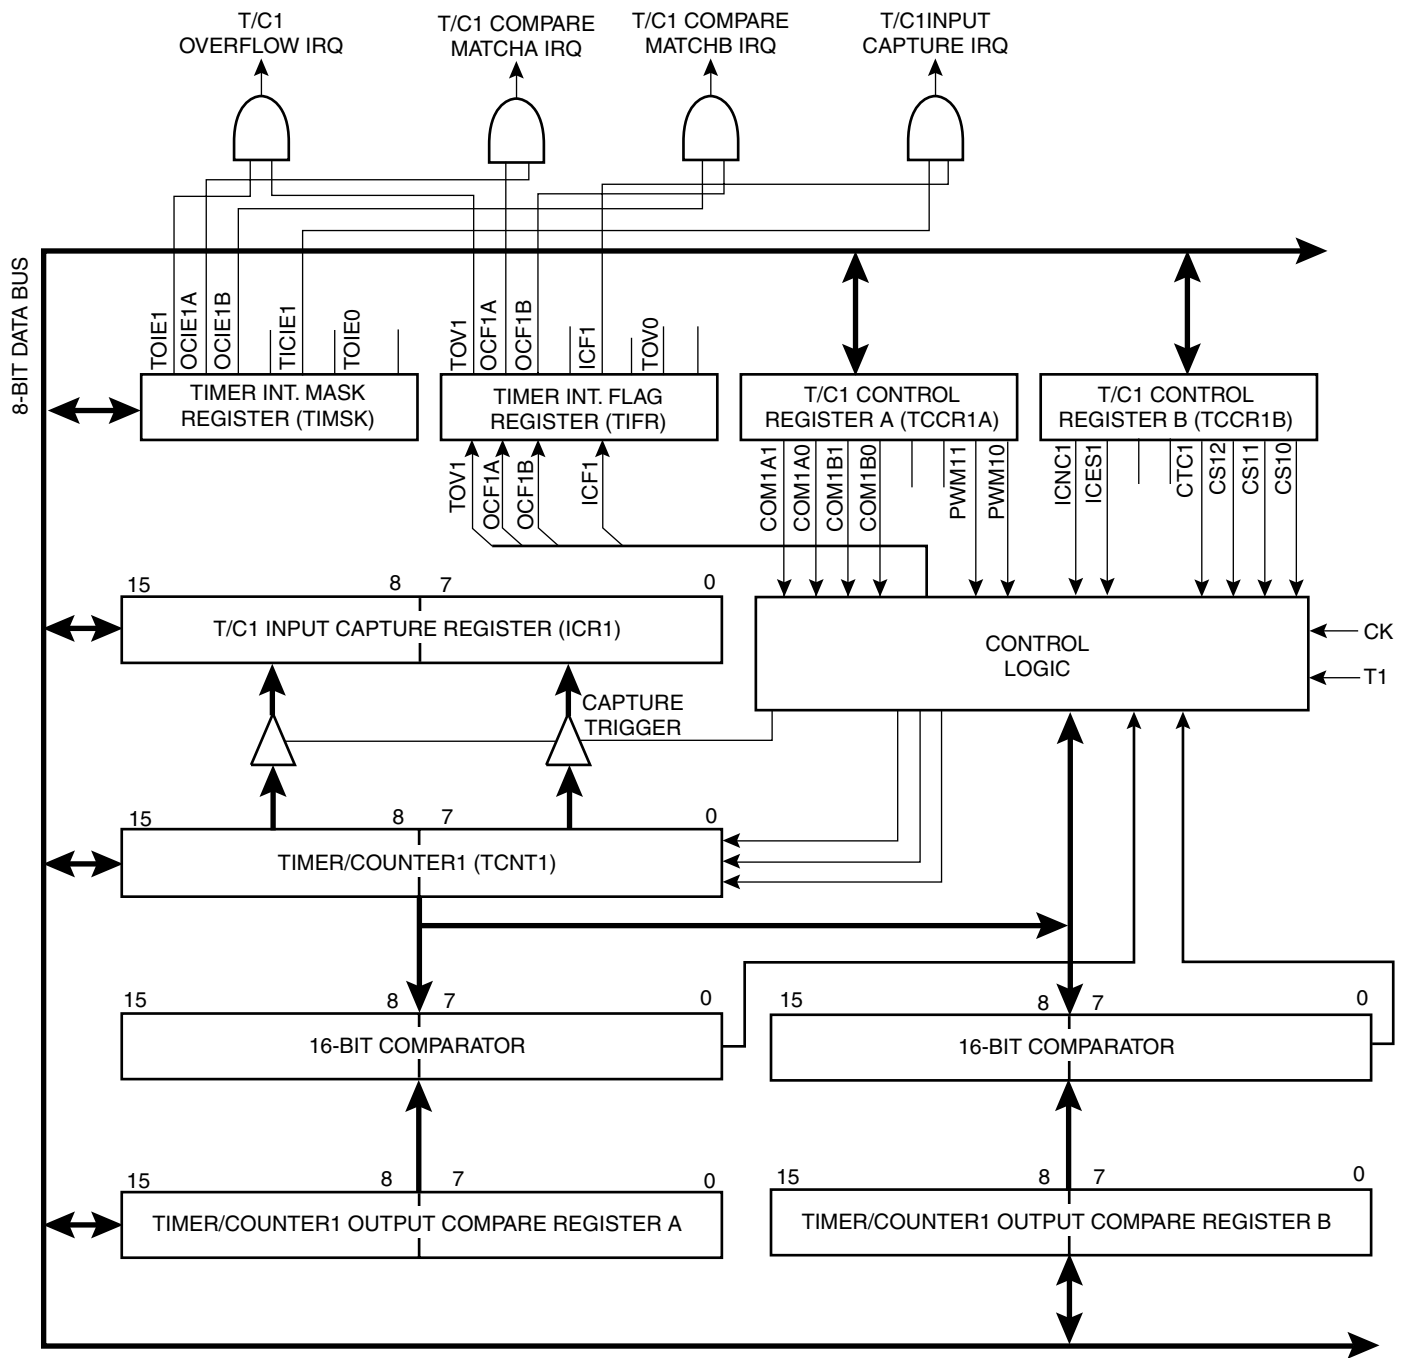 T/C1
OVERFLOW IRQ
T/C1 COMPARE
MATCHA IRQ
T/C1 COMPARE
MATCHB IRQ
T/C1INPUT
CAPTURE IRQ
8-BIT DATA BUS
TOIE1
OCIE1A
OCIE1B
TICIE1
TOIE0
TOV1
OCF1A
OCF1B
ICF1
TOV0
TIMER INT. MASK
REGISTER (TIMSK)
TIMER INT. FLAG
REGISTER (TIFR)
T/C1 CONTROL
REGISTER A (TCCR1A)
T/C1 CONTROL
REGISTER B (TCCR1B)
TOV1
OCF1A
OCF1B
ICF1
COM1A1
COM1A0
COM1B1
COM1B0
PWM11
PWM10
ICNC1
ICES1
CTC1
CS12
CS11
CS10
15 8 7 0
T/C1 INPUT CAPTURE REGISTER (ICR1)
CONTROL
LOGIC
CK
T1
CAPTURE
TRIGGER
15 8 7 0
TIMER/COUNTER1 (TCNT1)
15 8 7 0
16-BIT COMPARATOR
15 8 7 0
16-BIT COMPARATOR
15 8 7 0
TIMER/COUNTER1 OUTPUT COMPARE REGISTER A
15 8 7 0
TIMER/COUNTER1 OUTPUT COMPARE REGISTER B